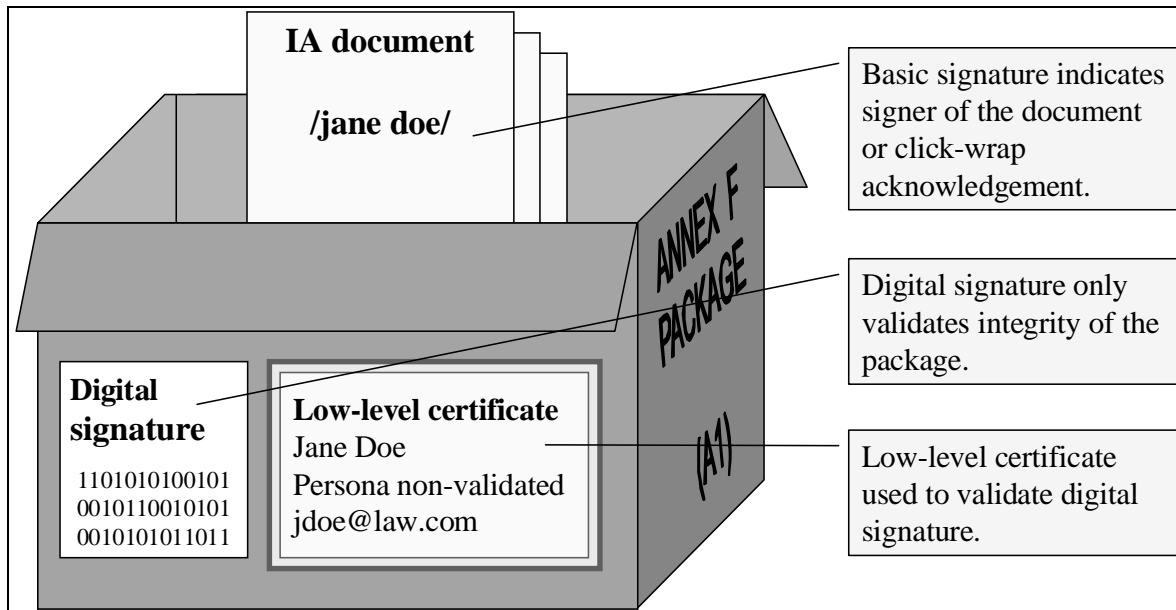 IA document
/jane doe/
Basic signature indicates
signer of the document
or click-wrap
acknowledgement.
ANNEX F
PACKAGE
(A1)
Digital signature only
validates integrity of the
package.
Digital
signature
1101010100101
0010110010101
0010101011011
Low-level certificate
Jane Doe
Persona non-validated
jdoe@law.com
Low-level certificate
used to validate digital
signature.